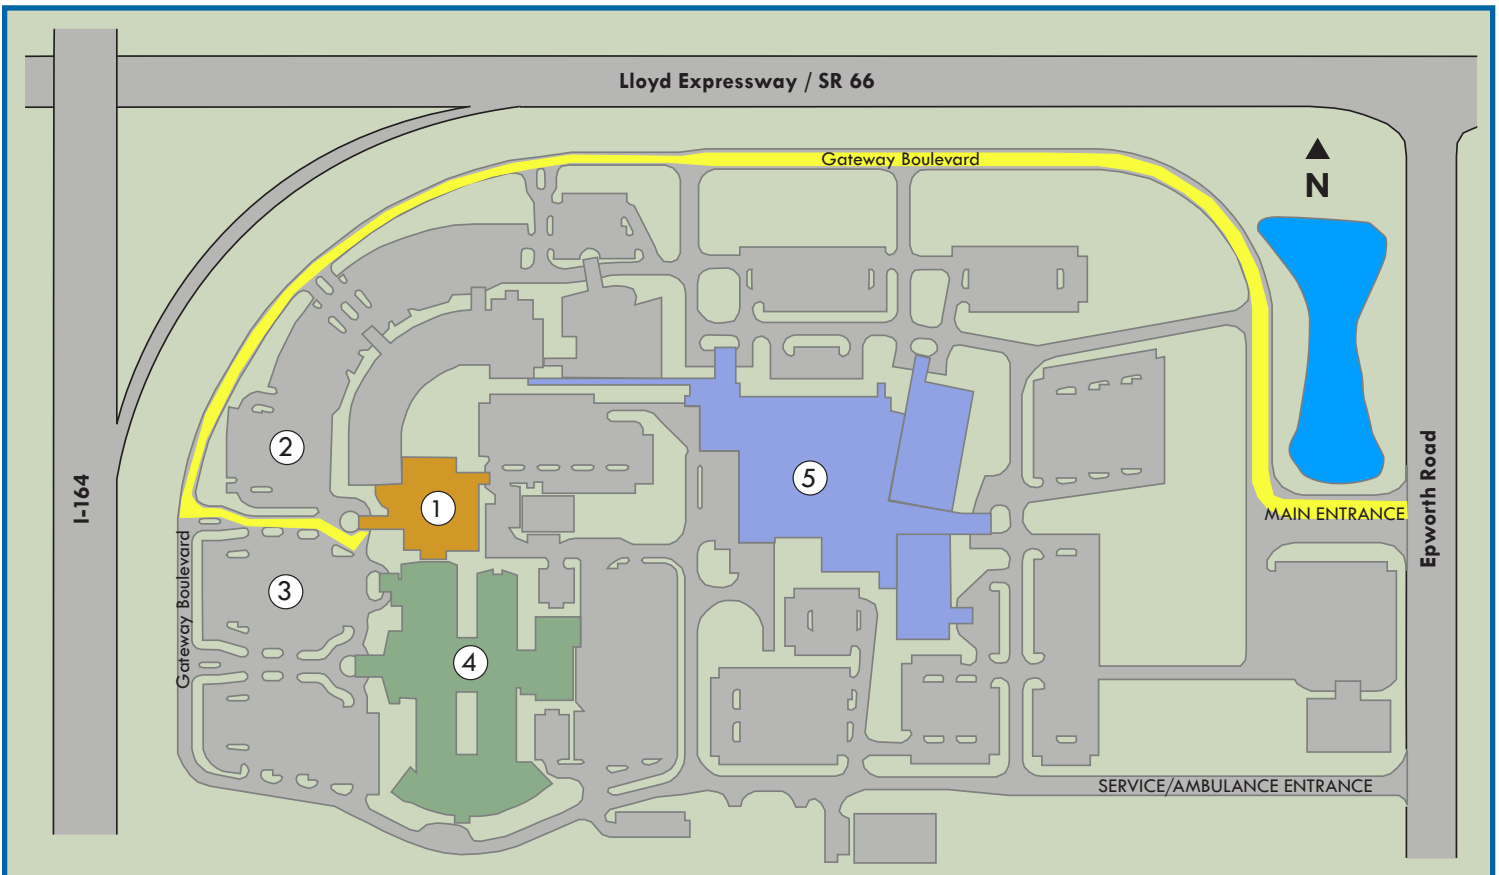 Lloyd Expressway / SR 66
Gateway Boulevard
N
2
5
1
I-164
MAIN ENTRANCE
Epworth Road
3
Gateway Boulevard
4
SERVICE/AMBULANCE ENTRANCE